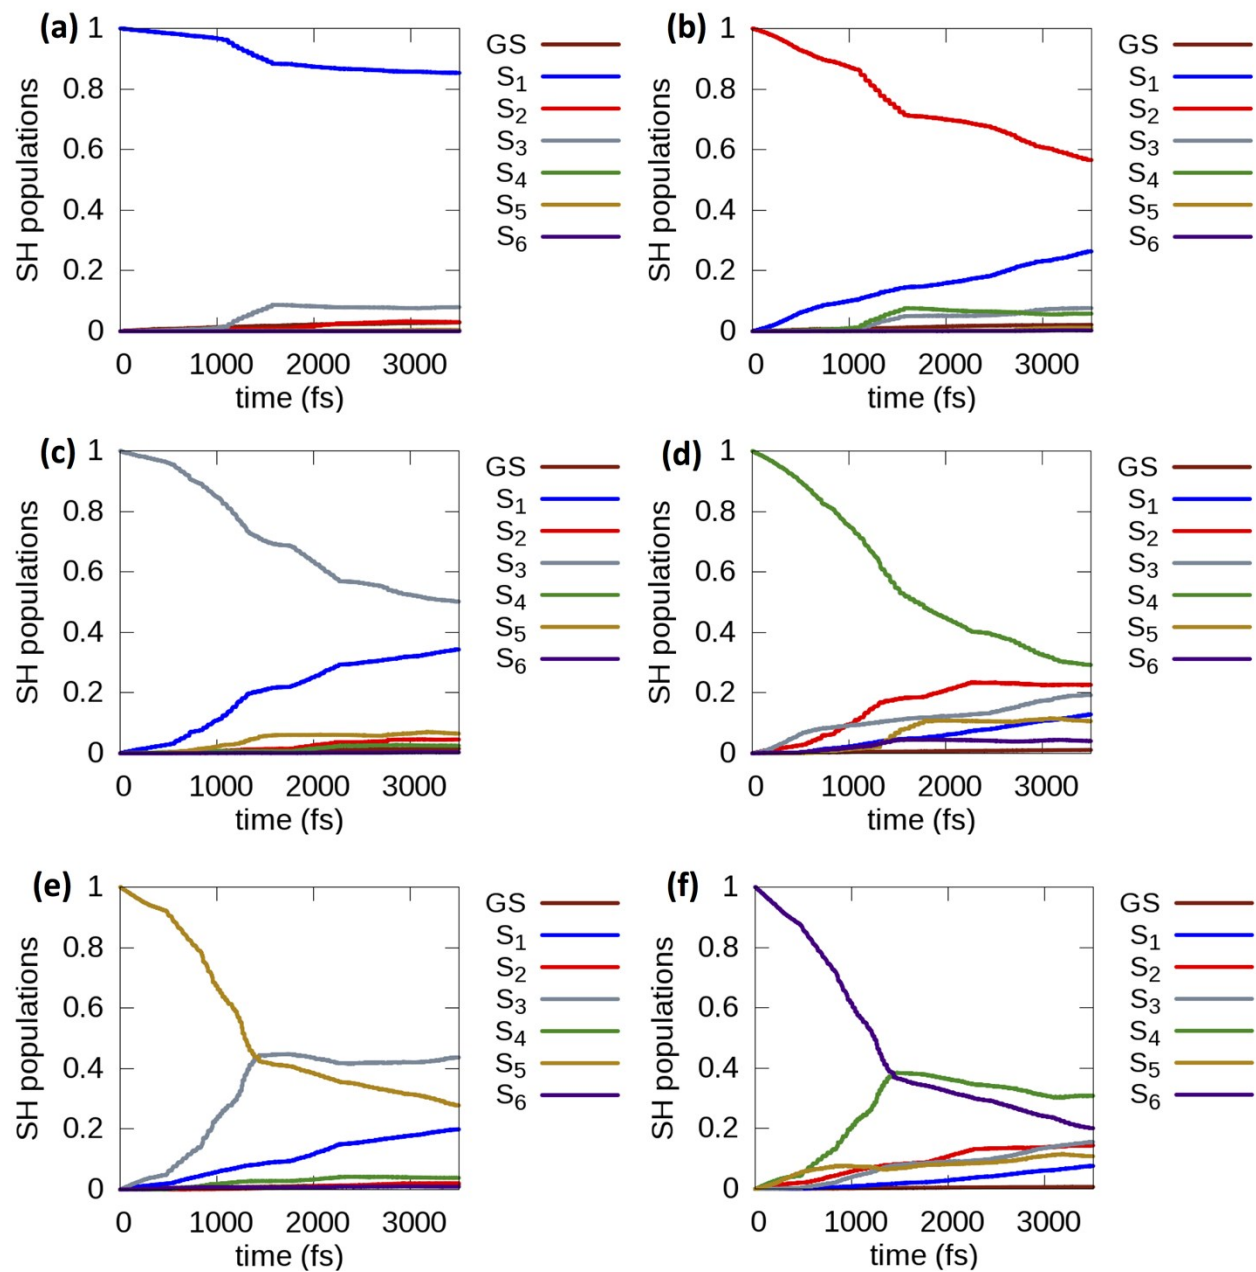 (a)
SH populations
1
0.8
0.6
0.4
0.2
0
0 1000 2000 3000
time (fs)
GS
S1
S2
S3
S4
S5
S6
(b)
SH populations
1
0.8
0.6
0.4
0.2
0
0 1000 2000 3000
time (fs)
GS
S1
S2
S3
S4
S5
S6
(c)
SH populations
1
0.8
0.6
0.4
0.2
0
0 1000 2000 3000
time (fs)
GS
S1
S2
S3
S4
S5
S6
(d)
SH populations
1
0.8
0.6
0.4
0.2
0
0 1000 2000 3000
time (fs)
GS
S1
S2
S3
S4
S5
S6
(e)
SH populations
1
0.8
0.6
0.4
0.2
0
0 1000 2000 3000
time (fs)
GS
S1
S2
S3
S4
S5
S6
(f)
SH populations
1
0.8
0.6
0.4
0.2
0
0 1000 2000 3000
time (fs)
GS
S1
S2
S3
S4
S5
S6